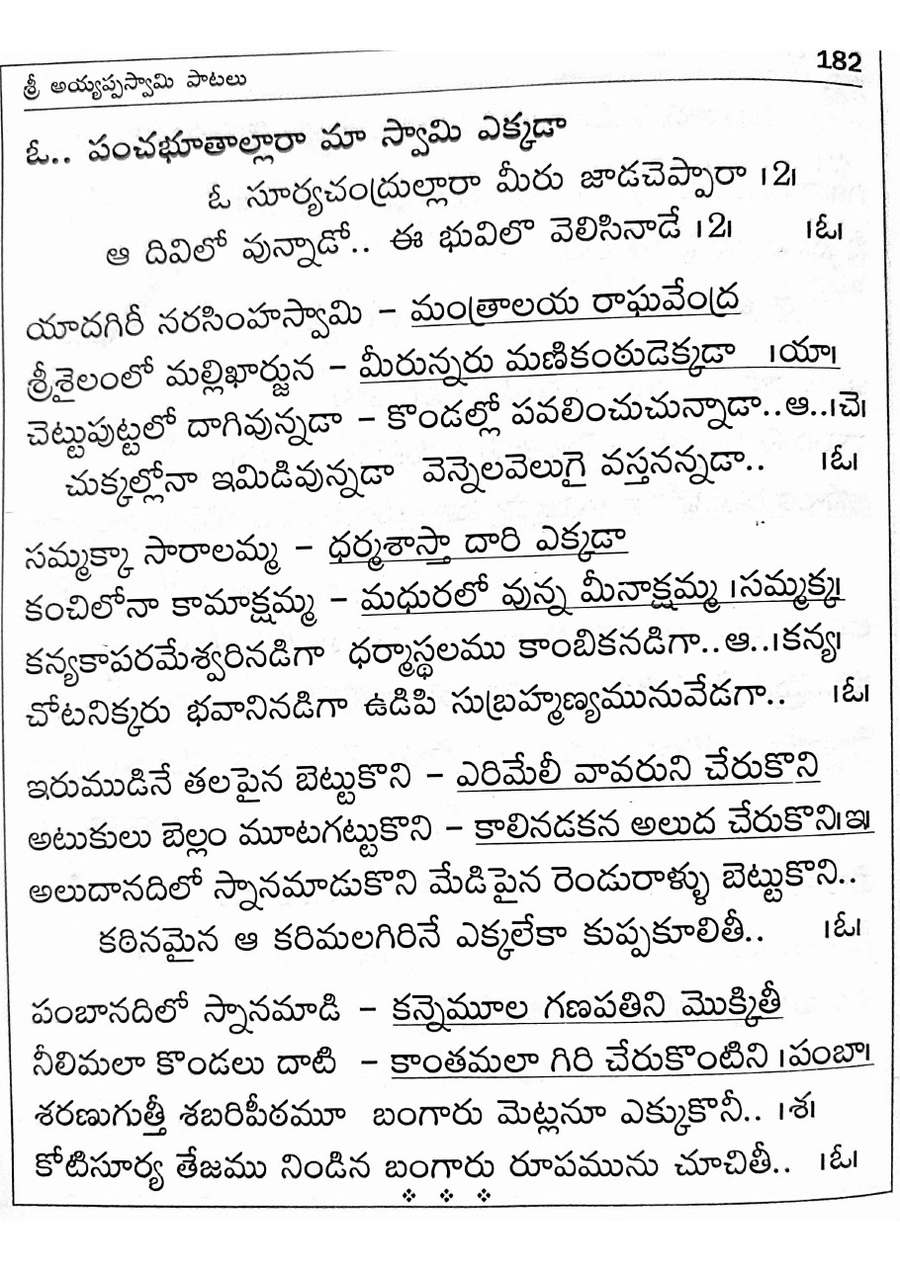 శ్రీ అయ్యప్పస్వామి పాటలు
182
ఓ.. పంచభూతాల్లారా మా స్వామి ఎక్కడా
ఓ సూర్యచంద్రుల్లారా మీరు జాడచెప్పారా ।2।
ఆ దివిలో వున్నాడో.. ఈ భువిలొ వెలిసినాడే ।2। ।ఓ।
యాదగిరీ నరసింహస్వామి – మంత్రాలయ రాఘవేంద్ర
శ్రీశైలంలో మల్లిఖార్జున – మీరున్నరు మణికంఠుడెక్కడా ।యా।
చెట్టుపుట్టలో దాగివున్నడా – కొండల్లో పవలించుచున్నాడా..ఆ..।చె।
చుక్కల్లోనా ఇమిడివున్నడా వెన్నెలవెలుగై వస్తనన్నడా.. ।ఓ।
సమ్మక్కా సారాలమ్మ – ధర్మశాస్తా దారి ఎక్కడా
కంచిలోనా కామాక్షమ్మ – మధురలో వున్న మీనాక్షమ్మ ।సమ్మక్క।
కన్యకాపరమేశ్వరినడిగా ధర్మాస్థలము కాంబికనడిగా..ఆ..।కన్య।
చోటనిక్కరు భవానినడిగా ఉడిపి సుబ్రహ్మణ్యమునువేడగా.. ।ఓ।
ఇరుముడినే తలపైన బెట్టుకొని – ఎరిమేలీ వావరుని చేరుకొని
అటుకులు బెల్లం మూటగట్టుకొని – కాలినడకన అలుద చేరుకొని।ఇ।
అలుదానదిలో స్నానమాడుకొని మేడిపైన రెండురాళ్ళు బెట్టుకొని..
కఠినమైన ఆ కరిమలగిరినే ఎక్కలేకా కుప్పకూలితీ.. ।ఓ।
పంబానదిలో స్నానమాడి – కన్నెమూల గణపతిని మొక్కితీ
నీలిమలా కొండలు దాటి – కాంతమలా గిరి చేరుకొంటిని ।పంబా।
శరణుగుత్తీ శబరిపీఠమూ బంగారు మెట్లనూ ఎక్కుకొనీ.. ।శ।
కోటిసూర్య తేజము నిండిన బంగారు రూపమును చూచితీ.. ।ఓ।